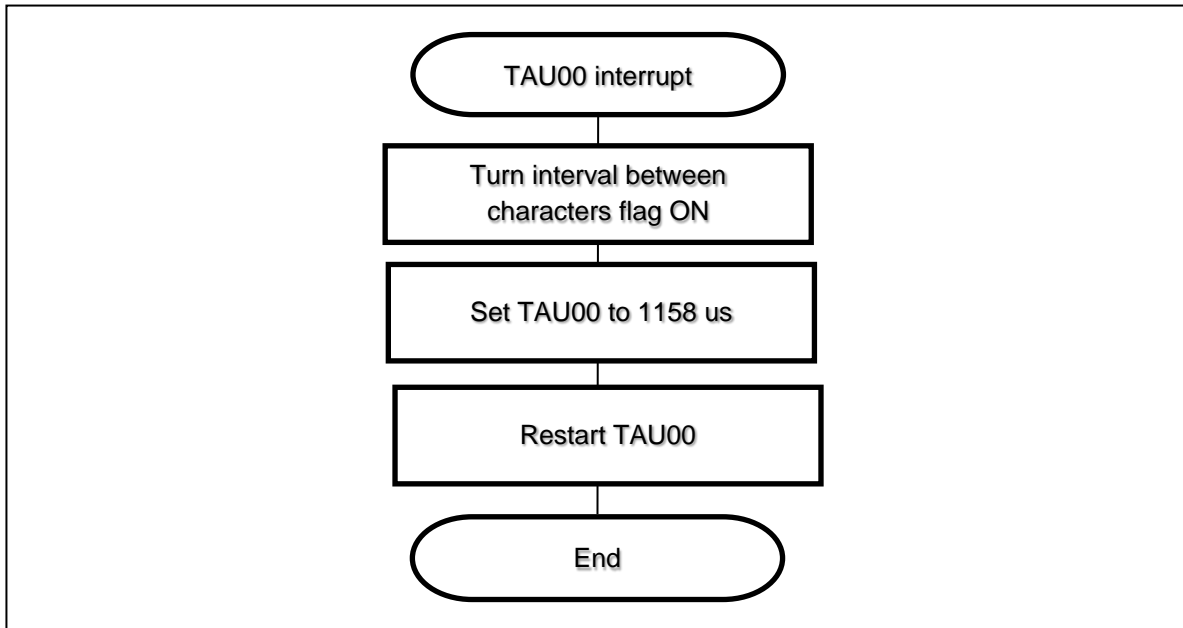 TAU00 interrupt
Turn interval between
characters flag ON
Set TAU00 to 1158 us
Restart TAU00
End